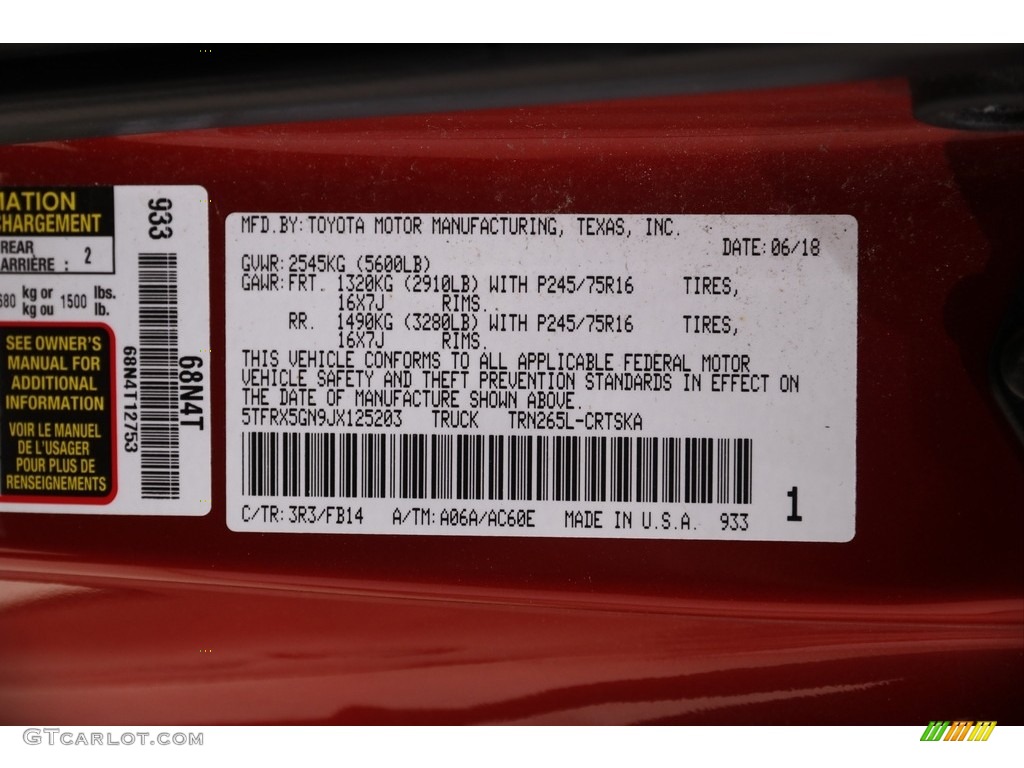 MATION
CHARGEMENT
REAR
ARRIÈRE : 2
680 kg or 1500 lbs.
kg ou lb.
SEE OWNER'S
MANUAL FOR
ADDITIONAL
INFORMATION
VOIR LE MANUEL
DE L'USAGER
POUR PLUS DE
RENSEIGNEMENTS
933
68N4T12753
68N4T
MFD.BY:TOYOTA MOTOR MANUFACTURING, TEXAS, INC.
DATE:06/18
GVWR:2545KG (5600LB)
GAWR:FRT. 1320KG (2910LB) WITH P245/75R16 TIRES,
16X7J RIMS.
RR. 1490KG (3280LB) WITH P245/75R16 TIRES,
16X7J RIMS.
THIS VEHICLE CONFORMS TO ALL APPLICABLE FEDERAL MOTOR
VEHICLE SAFETY AND THEFT PREVENTION STANDARDS IN EFFECT ON
THE DATE OF MANUFACTURE SHOWN ABOVE.
5TFRX5GN9JX125203 TRUCK TRN265L-CRTSKA
1
C/TR:3R3/FB14 A/TM:A06A/AC60E MADE IN U.S.A. 933
GTCARLOT.COM